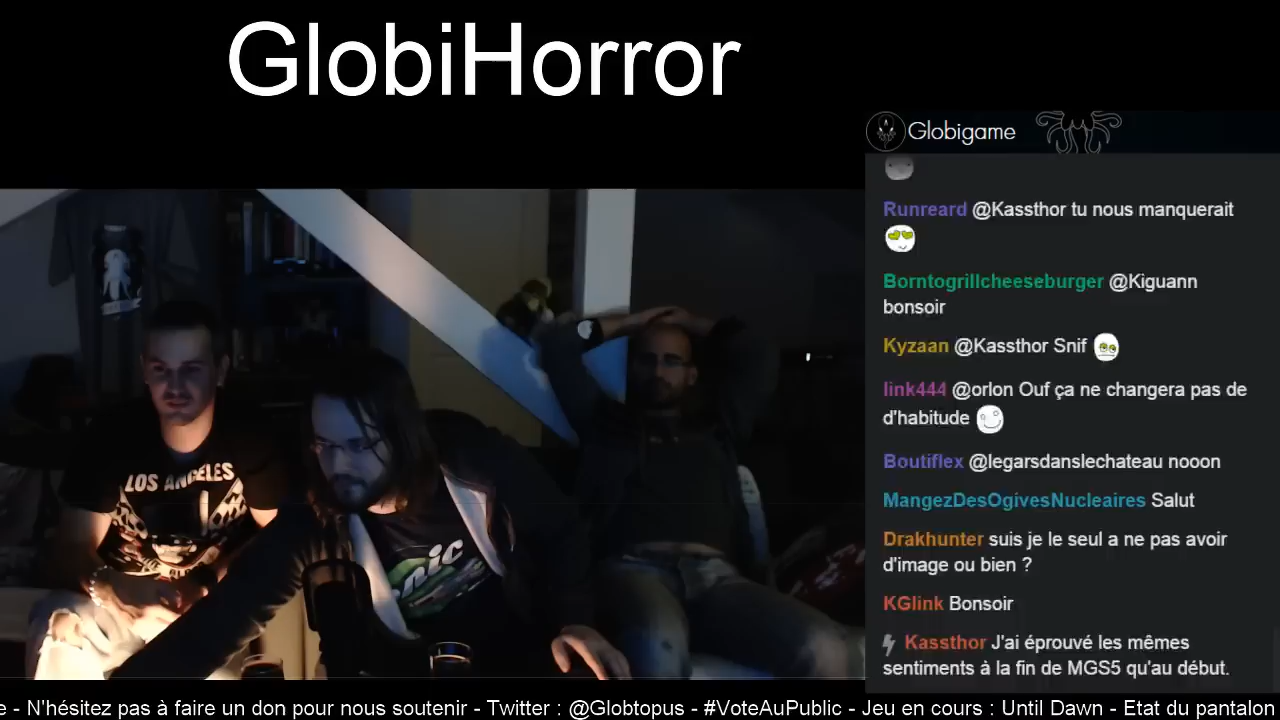 GlobiHorror
Globigame
Runreard @Kassthor tu nous manquerait
Borntogrillcheeseburger @Kiguann
bonsoir
Kyzaan @Kassthor Snif
link444 @orlon Ouf ça ne changera pas de
d'habitude
Boutiflex @legarsdanslechateau nooon
MangezDesOgivesNucleaires Salut
Drakhunter suis je le seul a ne pas avoir
d'image ou bien ?
KGlink Bonsoir
Kassthor J'ai éprouvé les mêmes
sentiments à la fin de MGS5 qu'au début.
LOS ANGELES
e - N'hésitez pas à faire un don pour nous soutenir - Twitter : @Globtopus - #VoteAuPublic - Jeu en cours : Until Dawn - Etat du pantalon